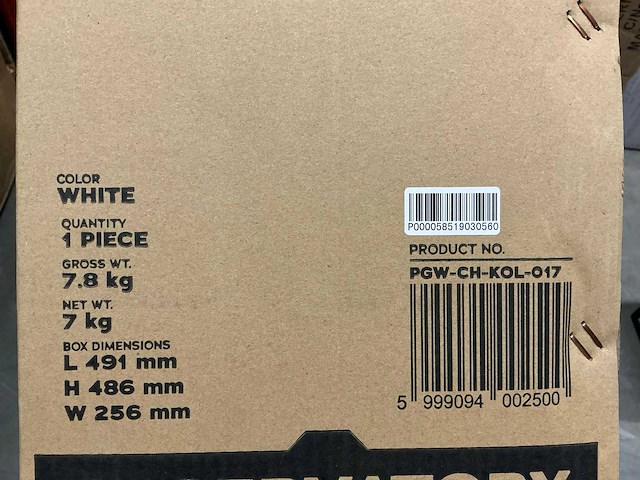 COLOR
WHITE
QUANTITY
1 PIECE
GROSS WT.
7.8 kg
NET WT.
7 kg
BOX DIMENSIONS
L 491 mm
H 486 mm
W 256 mm
P000058519030560
PRODUCT NO.
PGW-CH-KOL-017
5 999094 002500